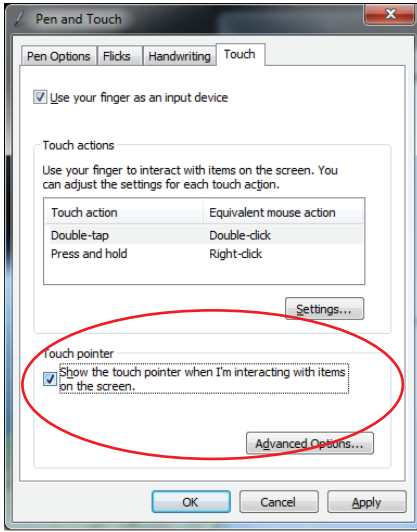 Pen and Touch
Pen Options Flicks Handwriting Touch
Use your finger as an input device
Touch actions
Use your finger to interact with items on the screen. You
can adjust the settings for each touch action.
Touch action Equivalent mouse action
Double-tap Double-click
Press and hold Right-click
Settings...
Touch pointer
Show the touch pointer when I'm interacting with items
on the screen.
Advanced Options...
OK Cancel Apply